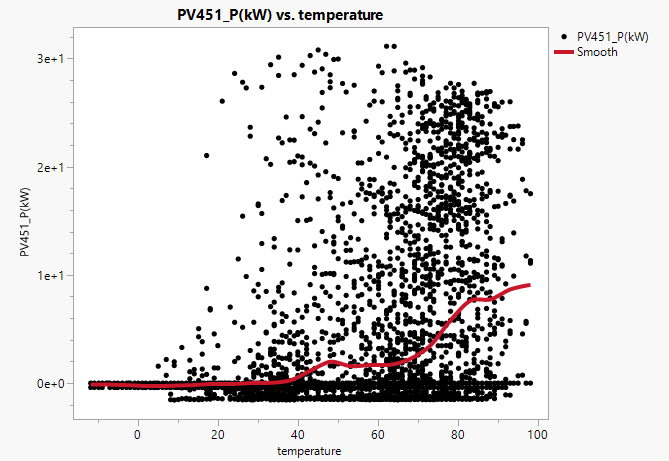 PV451_P(kW) vs. temperature
PV451_P(kW)
Smooth
3e+1
2e+1
1e+1
0e+0
PV451_P(kW)
0 20 40 60 80 100
temperature